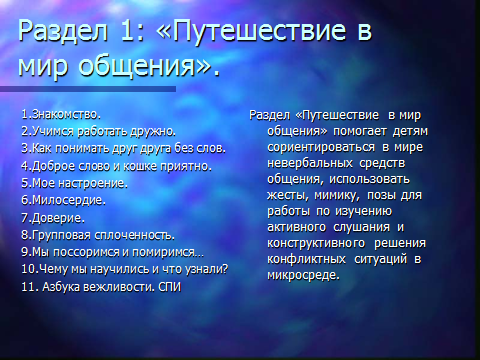 Раздел 1: «Путешествие в
мир общения».
1.Знакомство.
2.Учимся работать дружно.
3.Как понимать друг друга без слов.
4.Доброе слово и кошке приятно.
5.Мое настроение.
6.Милосердие.
7.Доверие.
8.Групповая сплоченность.
9.Мы поссоримся и помиримся…
10.Чему мы научились и что узнали?
11. Азбука вежливости. СПИ
Раздел «Путешествие в мир
общения» помогает детям
сориентироваться в мире
невербальных средств
общения, использовать
жесты, мимику, позы для
работы по изучению
активного слушания и
конструктивного решения
конфликтных ситуаций в
микросреде.